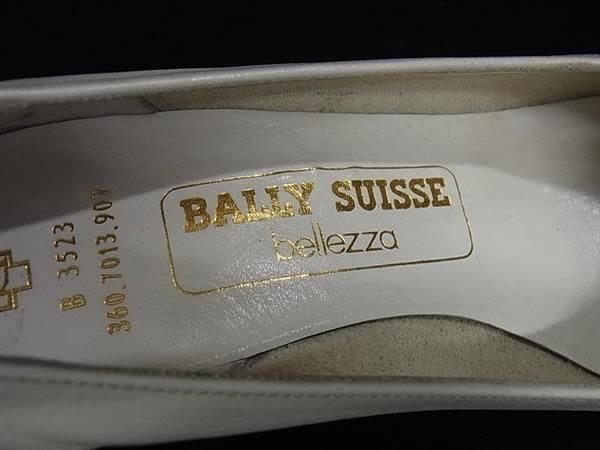 BALLY SUISSE
bellezza
B 3523
360.7013.907